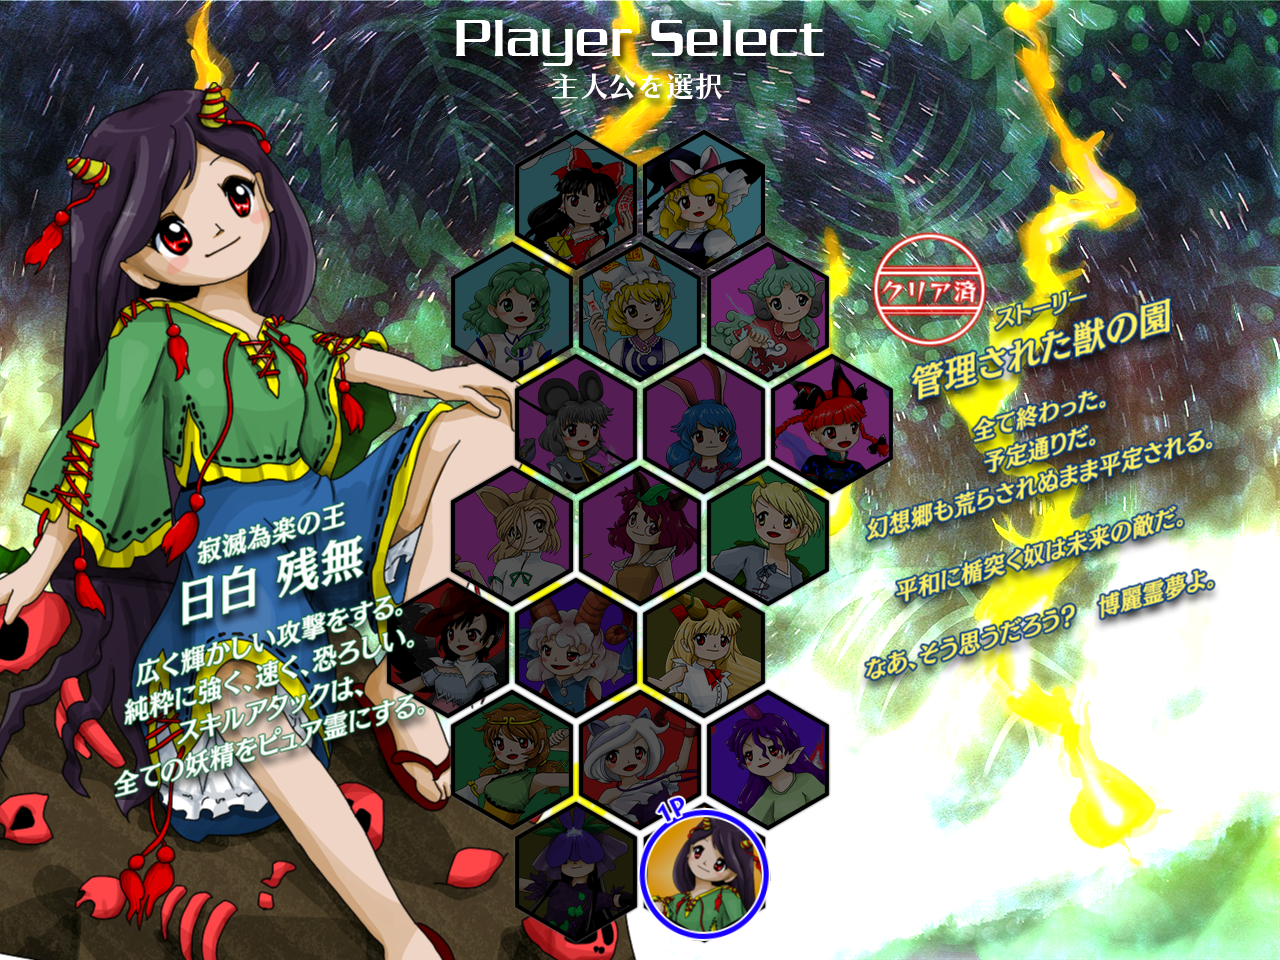 Player Select
主人公を選択
クリア済
ストーリー
管理された獣の園
全て終わった。
予定通りだ。
幻想郷も荒らされぬまま平定される。
平和に楯突く奴は未来の敵だ。
なあ、そう思うだろう？　博麗霊夢よ。
寂滅為楽の王
日白 残無
広く輝かしい攻撃をする。
純粋に強く、速く、恐ろしい。
スキルアタックは、
全ての妖精をピュア霊にする。
1P